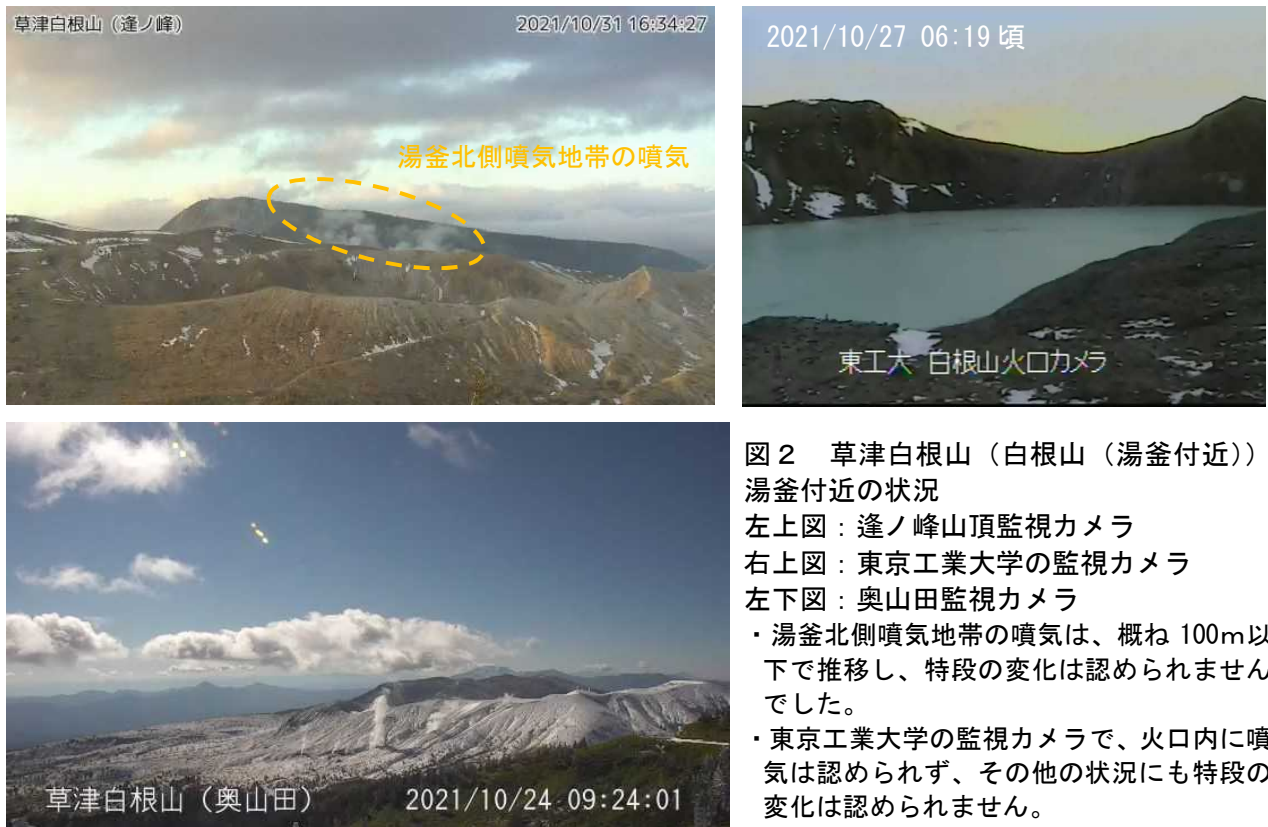 草津白根山（逢ノ峰）
2021/10/31 16:34:27
湯釜北側噴気地帯の噴気
2021/10/27 06:19 頃
東工大 白根山火口カメラ
草津白根山（奥山田）
2021/10/24 09:24:01
図２　草津白根山（白根山（湯釜付近））
湯釜付近の状況
左上図：逢ノ峰山頂監視カメラ
右上図：東京工業大学の監視カメラ
左下図：奥山田監視カメラ
・湯釜北側噴気地帯の噴気は、概ね 100ｍ以
下で推移し、特段の変化は認められません
でした。
・東京工業大学の監視カメラで、火口内に噴
気は認められず、その他の状況にも特段の
変化は認められません。